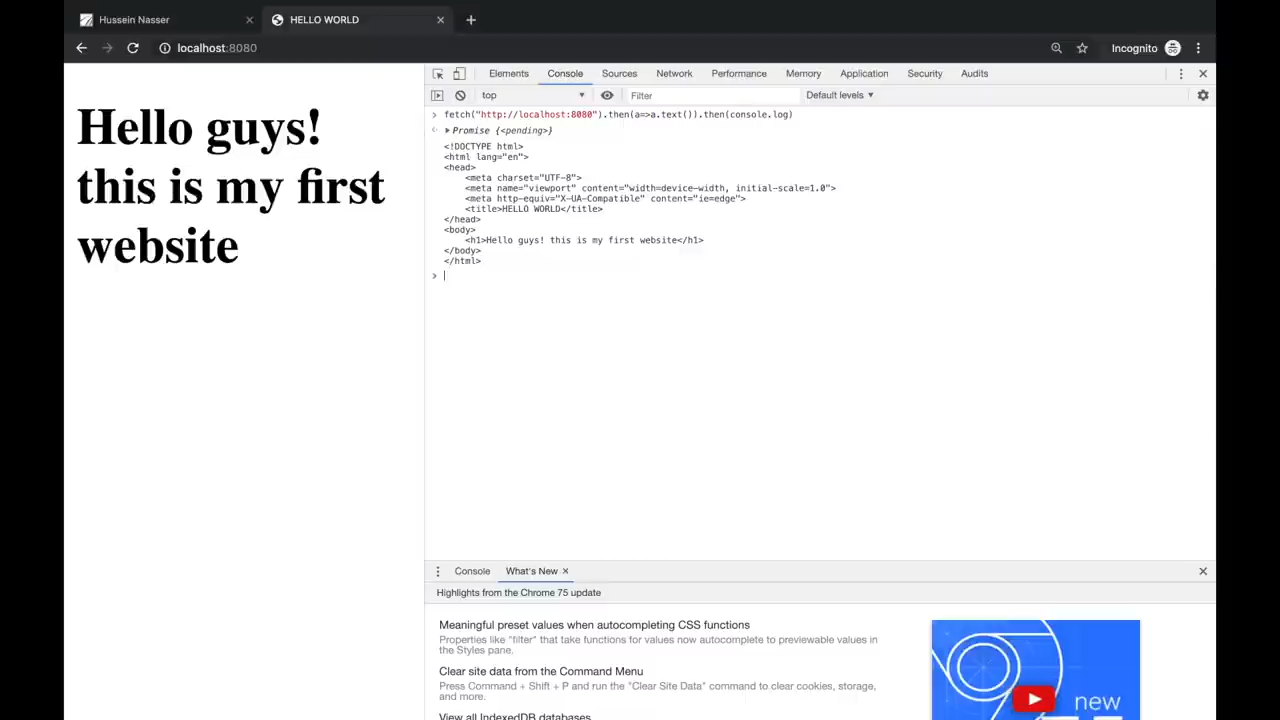 Hussein Nasser
HELLO WORLD
localhost:8080
Incognito
Hello guys!
this is my first
website
Elements Console Sources Network Performance Memory Application Security Audits
top Filter Default levels
fetch("http://localhost:8080").then(a=>a.text()).then(console.log)
Promise {<pending>}
<!DOCTYPE html>
<html lang="en">
<head>
<meta charset="UTF-8">
<meta name="viewport" content="width=device-width, initial-scale=1.0">
<meta http-equiv="X-UA-Compatible" content="ie=edge">
<title>HELLO WORLD</title>
</head>
<body>
<h1>Hello guys! this is my first website</h1>
</body>
</html>
Console What's New
Highlights from the Chrome 75 update
Meaningful preset values when autocompleting CSS functions
Properties like "filter" that take functions for values now autocomplete to previewable values in
the Styles pane.
Clear site data from the Command Menu
Press Command + Shift + P and run the "Clear Site Data" command to clear cookies, storage,
and more.
View all IndexedDB databases
new